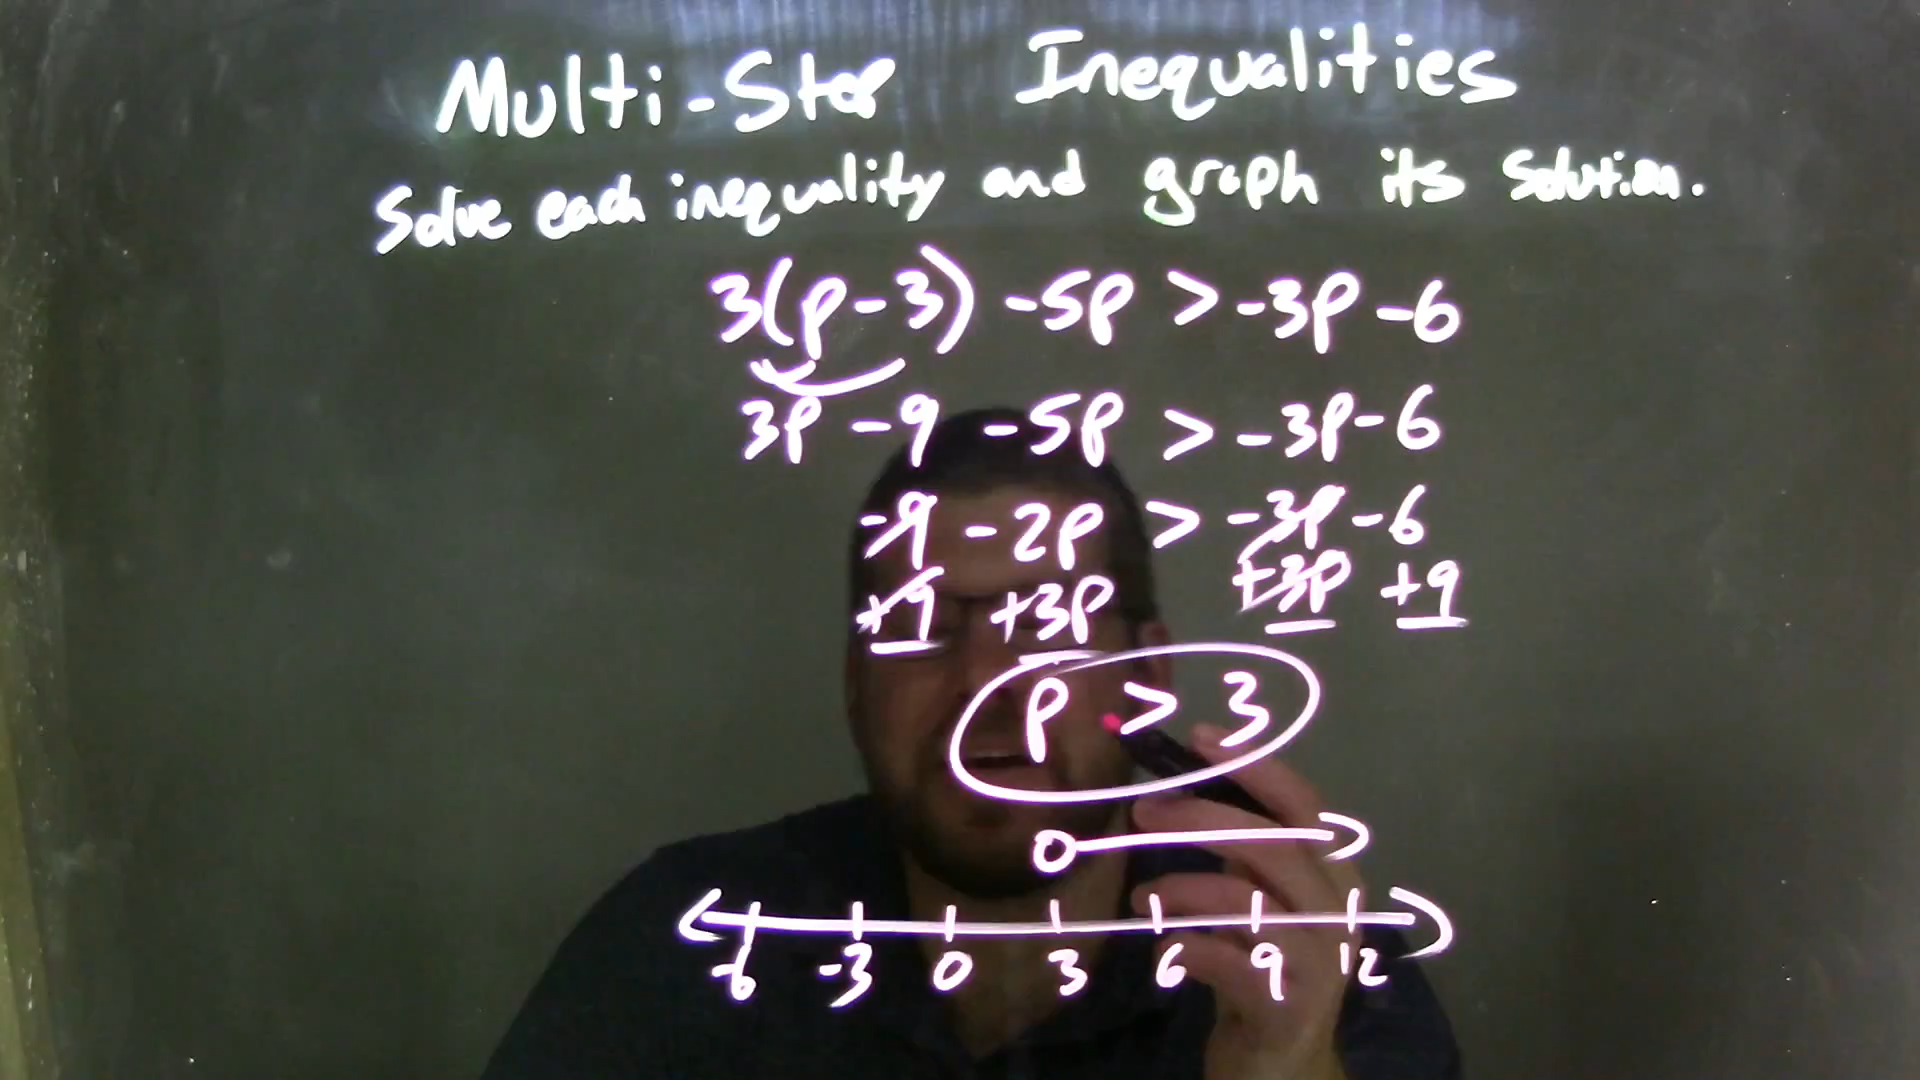 Multi-Step Inequalities
Solve each inequality and graph its solution.
3(p-3) -5p > -3p -6
3p -9 -5p > -3p -6
-9 -2p > -3p -6
+9 +3p +3p +9
p > 3
-6 -3 0 3 6 9 12